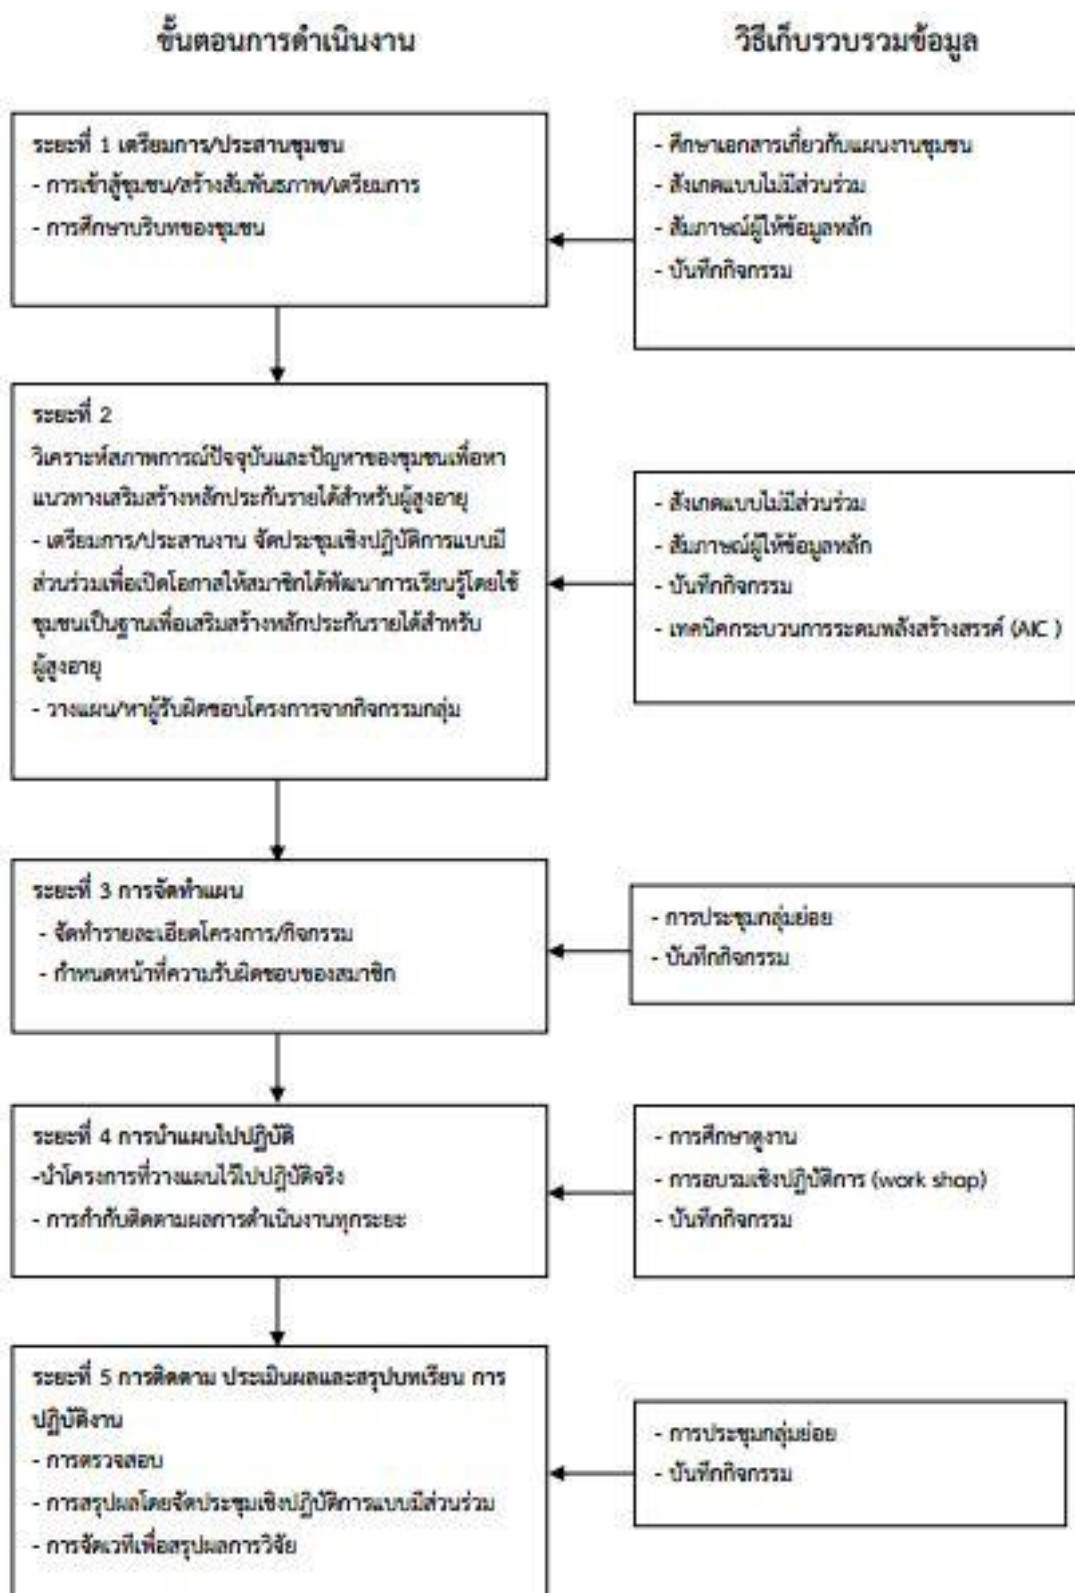 ขั้นตอนการดำเนินงาน
วิธีเก็บรวบรวมข้อมูล
ระยะที่ 1 เตรียมการ/ประสานชุมชน
- การเข้าสู่ชุมชน/สร้างสัมพันธภาพ/เตรียมการ
- การศึกษาบริบทของชุมชน
- ศึกษาเอกสารเกี่ยวกับแผนงานชุมชน
- สังเกตแบบไม่มีส่วนร่วม
- สัมภาษณ์ผู้ให้ข้อมูลหลัก
- บันทึกกิจกรรม
ระยะที่ 2
วิเคราะห์สภาพการณ์ปัจจุบันและปัญหาของชุมชนเพื่อหา
แนวทางเสริมสร้างหลักประกันรายได้สำหรับผู้สูงอายุ
- เตรียมการ/ประสานงาน จัดประชุมเชิงปฏิบัติการแบบมี
ส่วนร่วมเพื่อเปิดโอกาสให้สมาชิกได้พัฒนาการเรียนรู้โดยใช้
ชุมชนเป็นฐานเพื่อเสริมสร้างหลักประกันรายได้สำหรับ
ผู้สูงอายุ
- วางแผน/หาผู้รับผิดชอบโครงการจากกิจกรรมกลุ่ม
- สังเกตแบบไม่มีส่วนร่วม
- สัมภาษณ์ผู้ให้ข้อมูลหลัก
- บันทึกกิจกรรม
- เทคนิคกระบวนการระดมพลังสร้างสรรค์ (AIC )
ระยะที่ 3 การจัดทำแผน
- จัดทำรายละเอียดโครงการ/กิจกรรม
- กำหนดหน้าที่ความรับผิดชอบของสมาชิก
- การประชุมกลุ่มย่อย
- บันทึกกิจกรรม
ระยะที่ 4 การนำแผนไปปฏิบัติ
-นำโครงการที่วางแผนไว้ไปปฏิบัติจริง
- การกำกับติดตามผลการดำเนินงานทุกระยะ
- การศึกษาดูงาน
- การอบรมเชิงปฏิบัติการ (work shop)
- บันทึกกิจกรรม
ระยะที่ 5 การติดตาม ประเมินผลและสรุปบทเรียน การ
ปฏิบัติงาน
- การตรวจสอบ
- การสรุปผลโดยจัดประชุมเชิงปฏิบัติการแบบมีส่วนร่วม
- การจัดเวทีเพื่อสรุปผลการวิจัย
- การประชุมกลุ่มย่อย
- บันทึกกิจกรรม